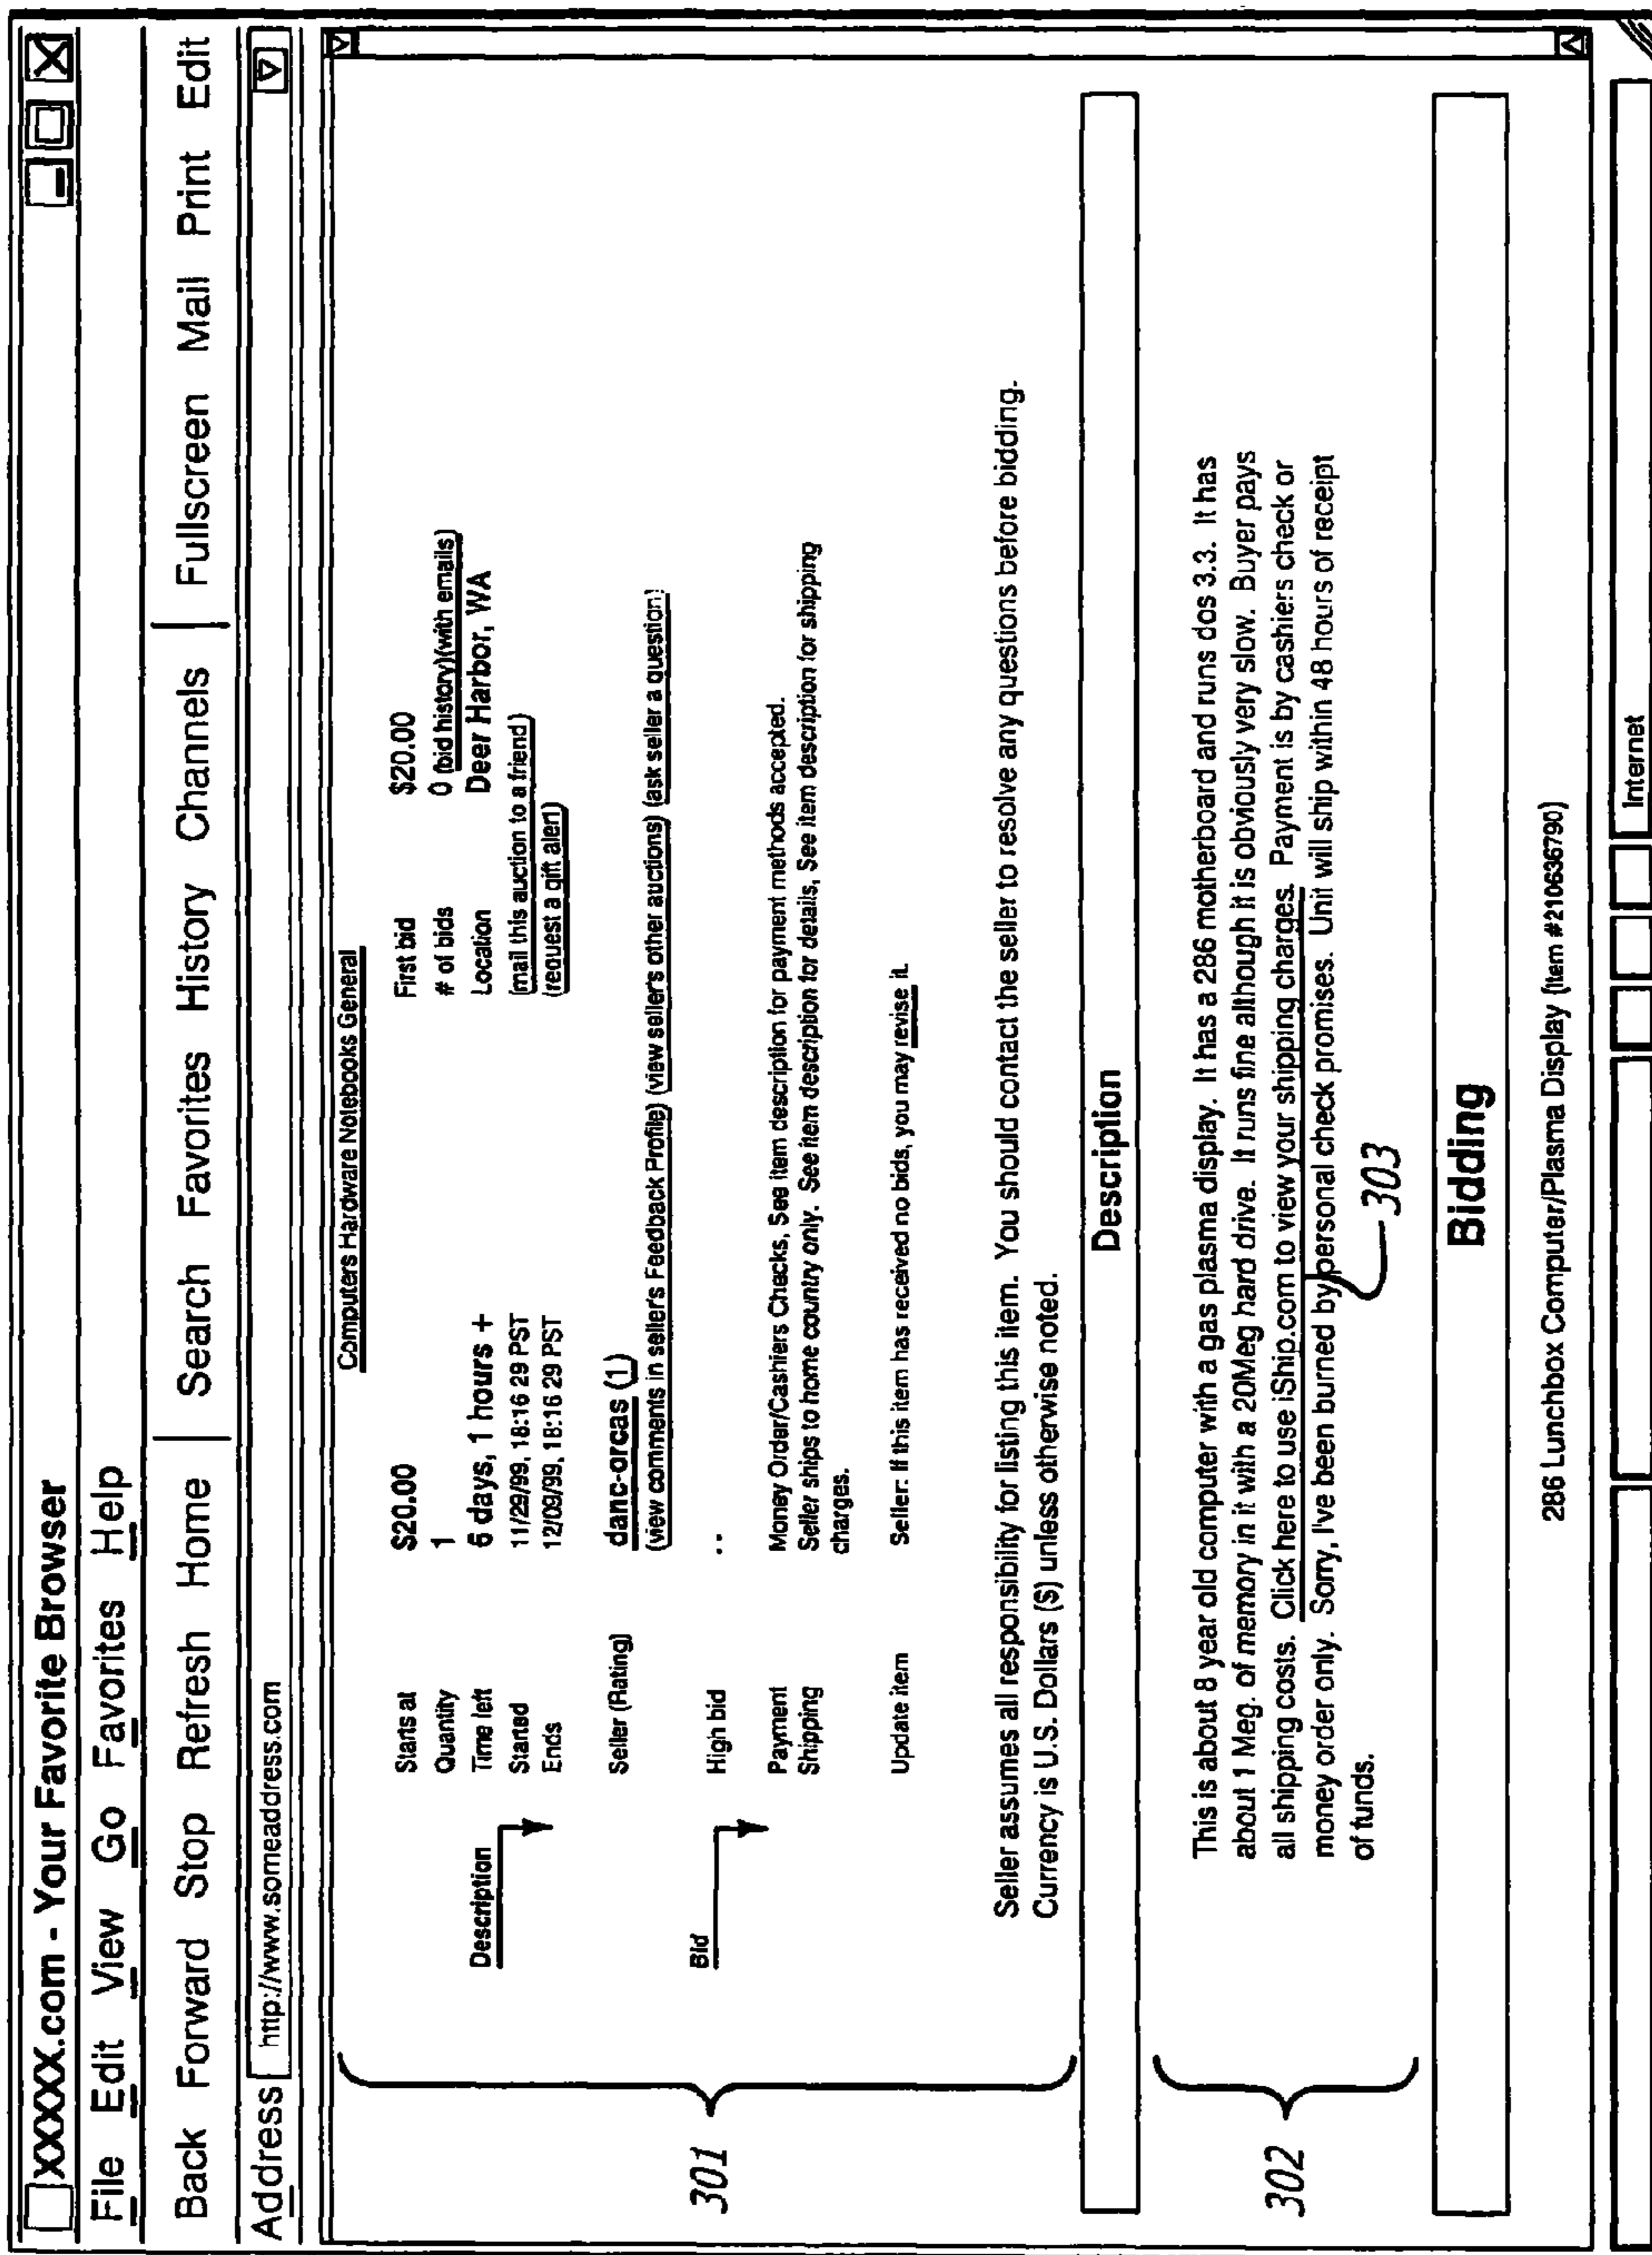 XXXXX.com - Your Favorite Browser
File Edit View Go Favorites Help
Back Forward Stop Refresh Home Search Favorites History Channels Fullscreen Mail Print Edit
Address http://www.someaddress.com
Computers Hardware Notebooks General
Starts at $20.00 First bid $20.00
Quantity 1 # of bids 0 (bid history)(with emails)
Description Time left 6 days, 1 hours + Location Deer Harbor, WA
Started 11/29/99, 18:16 29 PST (mail this auction to a friend)
Ends 12/09/99, 18:16 29 PST (request a gift alert)
Seller (Rating) danc-orcas (1)
(view comments in sellers Feedback Profile) (view seller's other auctions) (ask seller a question)
301
Bid High bid ..
Payment Money Order/Cashiers Checks, See item description for payment methods accepted.
Shipping Seller ships to home country only. See item description for details, See item description for shipping
charges.
Update item Seller: If this item has received no bids, you may revise it.
Seller assumes all responsibility for listing this item. You should contact the seller to resolve any questions before bidding.
Currency is U.S. Dollars ($) unless otherwise noted.
Description
This is about 8 year old computer with a gas plasma display. It has a 286 motherboard and runs dos 3.3. It has
about 1 Meg. of memory in it with a 20Meg hard drive. It runs fine although it is obviously very slow. Buyer pays
302
all shipping costs. Click here to use iShip.com to view your shipping charges. Payment is by cashiers check or
money order only. Sorry, I've been burned by personal check promises. Unit will ship within 48 hours of receipt
of funds.
303
Bidding
286 Lunchbox Computer/Plasma Display (Item #210636790)
Internet